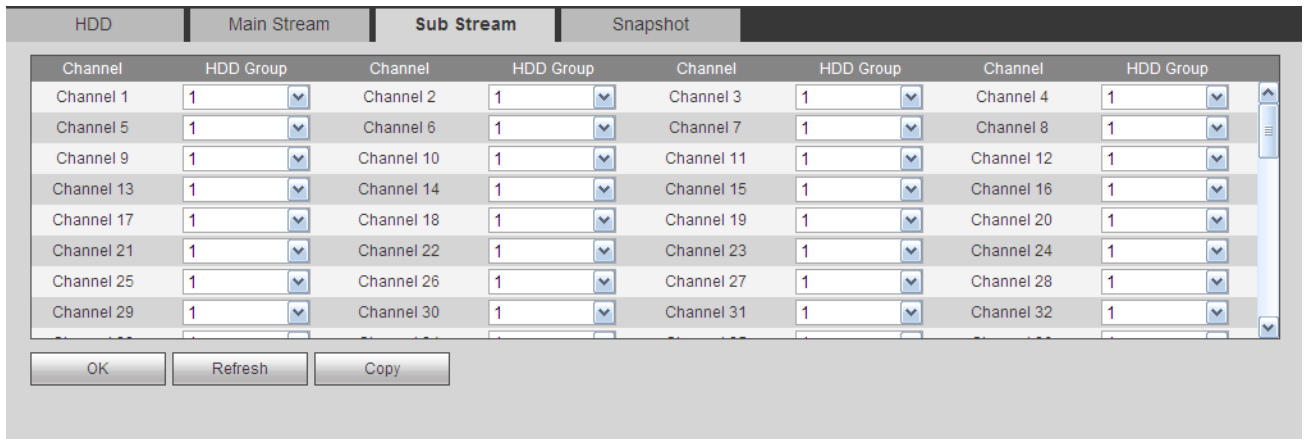 HDD Main Stream Sub Stream Snapshot
Channel HDD Group Channel HDD Group Channel HDD Group Channel HDD Group
Channel 1 1 Channel 2 1 Channel 3 1 Channel 4 1
Channel 5 1 Channel 6 1 Channel 7 1 Channel 8 1
Channel 9 1 Channel 10 1 Channel 11 1 Channel 12 1
Channel 13 1 Channel 14 1 Channel 15 1 Channel 16 1
Channel 17 1 Channel 18 1 Channel 19 1 Channel 20 1
Channel 21 1 Channel 22 1 Channel 23 1 Channel 24 1
Channel 25 1 Channel 26 1 Channel 27 1 Channel 28 1
Channel 29 1 Channel 30 1 Channel 31 1 Channel 32 1
OK Refresh Copy